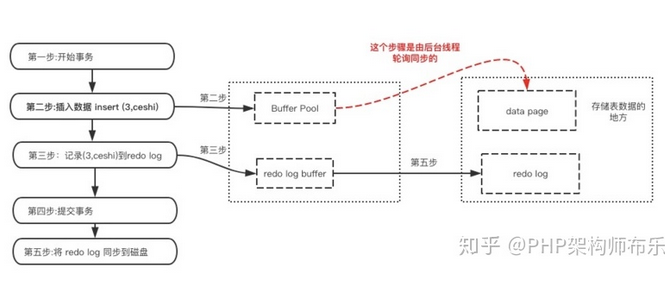 这个步骤是由后台线程
轮询同步的
第一步:开始事务
第二步:插入数据 insert (3,ceshi)
第二步
Buffer Pool
data page
存储表数据的
地方
第三步：记录(3,ceshi)到redo log
第三步
redo log buffer
第五步
redo log
第四步:提交事务
第五步:将 redo log 同步到磁盘
知乎 @PHP架构师布乐